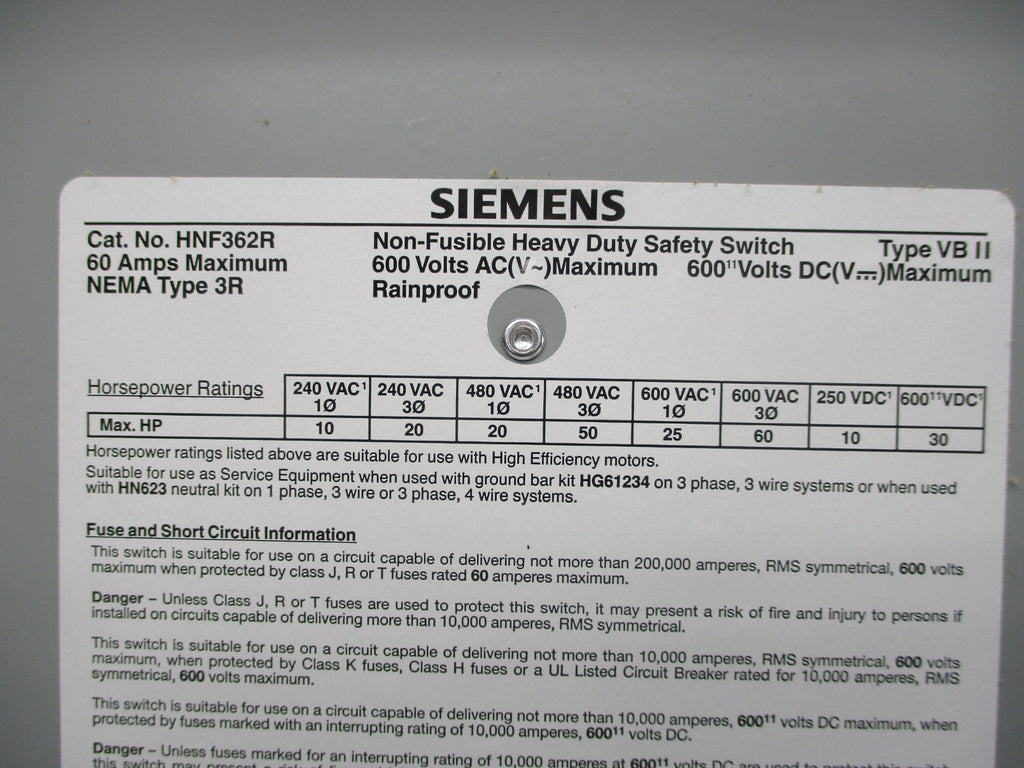 SIEMENS
Cat. No. HNF362R Non-Fusible Heavy Duty Safety Switch Type VB II
60 Amps Maximum 600 Volts AC(V~)Maximum 600¹¹Volts DC(V⎓)Maximum
NEMA Type 3R Rainproof
Horsepower Ratings 240 VAC¹ 240 VAC 480 VAC¹ 480 VAC 600 VAC¹ 600 VAC 250 VDC¹ 600¹¹VDC¹
1Ø 3Ø 1Ø 3Ø 1Ø 3Ø
Max. HP 10 20 20 50 25 60 10 30
Horsepower ratings listed above are suitable for use with High Efficiency motors.
Suitable for use as Service Equipment when used with ground bar kit HG61234 on 3 phase, 3 wire systems or when used
with HN623 neutral kit on 1 phase, 3 wire or 3 phase, 4 wire systems.
Fuse and Short Circuit Information
This switch is suitable for use on a circuit capable of delivering not more than 200,000 amperes, RMS symmetrical, 600 volts
maximum when protected by class J, R or T fuses rated 60 amperes maximum.
Danger – Unless Class J, R or T fuses are used to protect this switch, it may present a risk of fire and injury to persons if
installed on circuits capable of delivering more than 10,000 amperes, RMS symmetrical.
This switch is suitable for use on a circuit capable of delivering not more than 10,000 amperes, RMS symmetrical, 600 volts
maximum, when protected by Class K fuses, Class H fuses or a UL Listed Circuit Breaker rated for 10,000 amperes, RMS
symmetrical, 600 volts maximum.
This switch is suitable for use on a circuit capable of delivering not more than 10,000 amperes, 600¹¹ volts DC maximum, when
protected by fuses marked with an interrupting rating of 10,000 amperes, 600¹¹ volts DC.
Danger – Unless fuses marked for an interrupting rating of 10,000 amperes at 600¹¹ volts DC are used to protect this switch
this switch may present a risk of